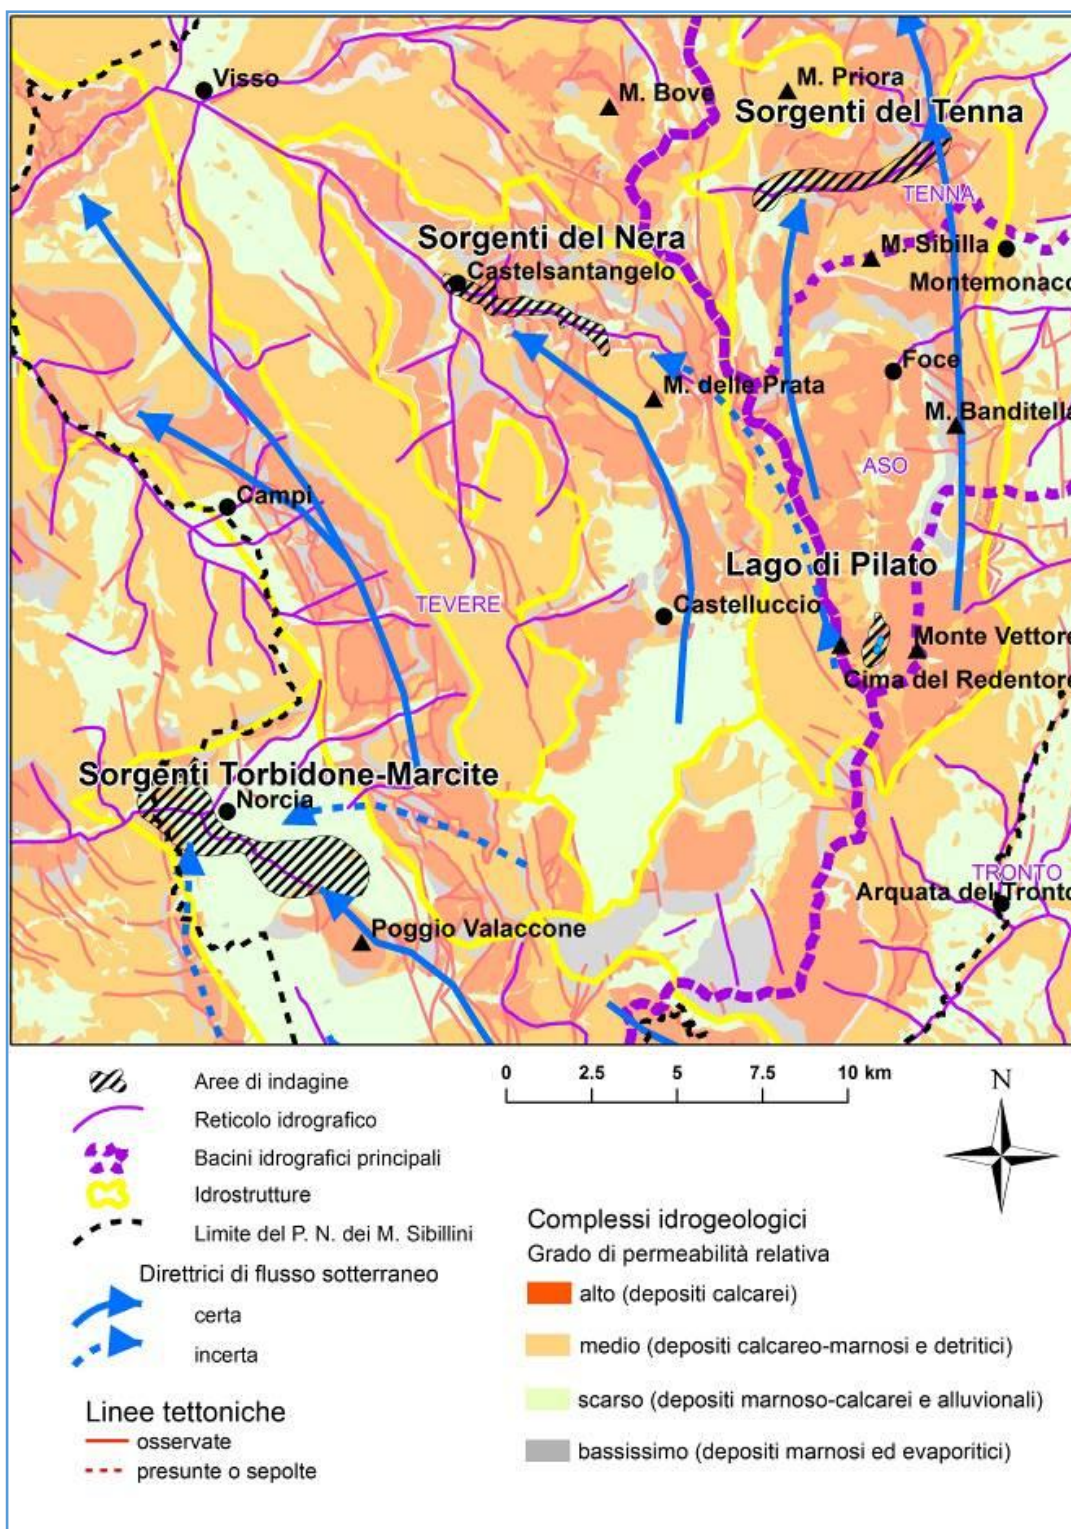 Visso
M. Bove
M. Priora
Sorgenti del Tenna
TENNA
Sorgenti del Nera
Castelsantangelo
M. Sibilla
Montemonaco
Foce
M. delle Prata
M. Banditella
ASO
Campi
Lago di Pilato
TEVERE
Castelluccio
Monte Vettore
Cima del Redentore
Sorgenti Torbidone-Marcite
Norcia
TRONTO
Arquata del Tronto
Poggio Valaccone
Aree di indagine
Reticolo idrografico
Bacini idrografici principali
Idrostrutture
Limite del P. N. dei M. Sibillini
Direttrici di flusso sotterraneo
certa
incerta
Linee tettoniche
osservate
presunte o sepolte
0 2.5 5 7.5 10 km
N
Complessi idrogeologici
Grado di permeabilità relativa
alto (depositi calcarei)
medio (depositi calcareo-marnosi e detritici)
scarso (depositi marnoso-calcarei e alluvionali)
bassissimo (depositi marnosi ed evaporitici)